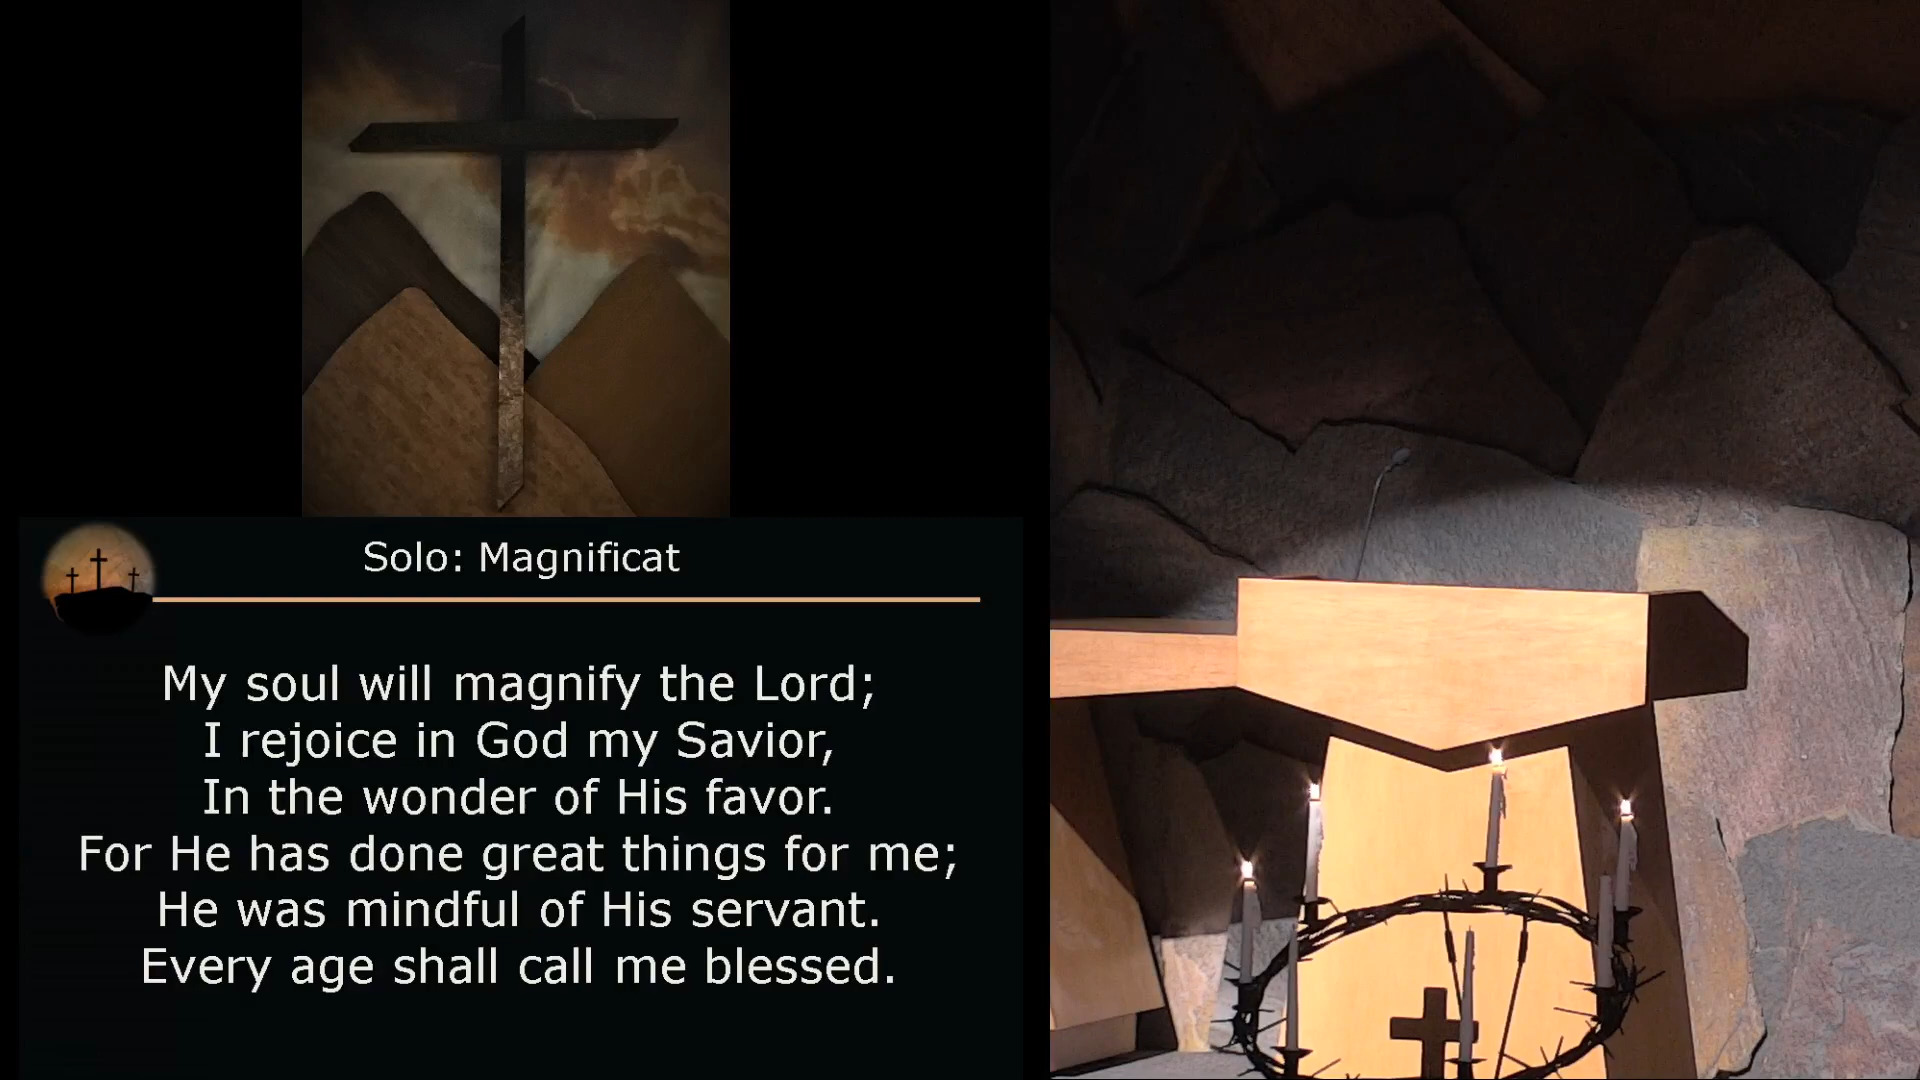 Solo: Magnificat
My soul will magnify the Lord;
I rejoice in God my Savior,
In the wonder of His favor.
For He has done great things for me;
He was mindful of His servant.
Every age shall call me blessed.